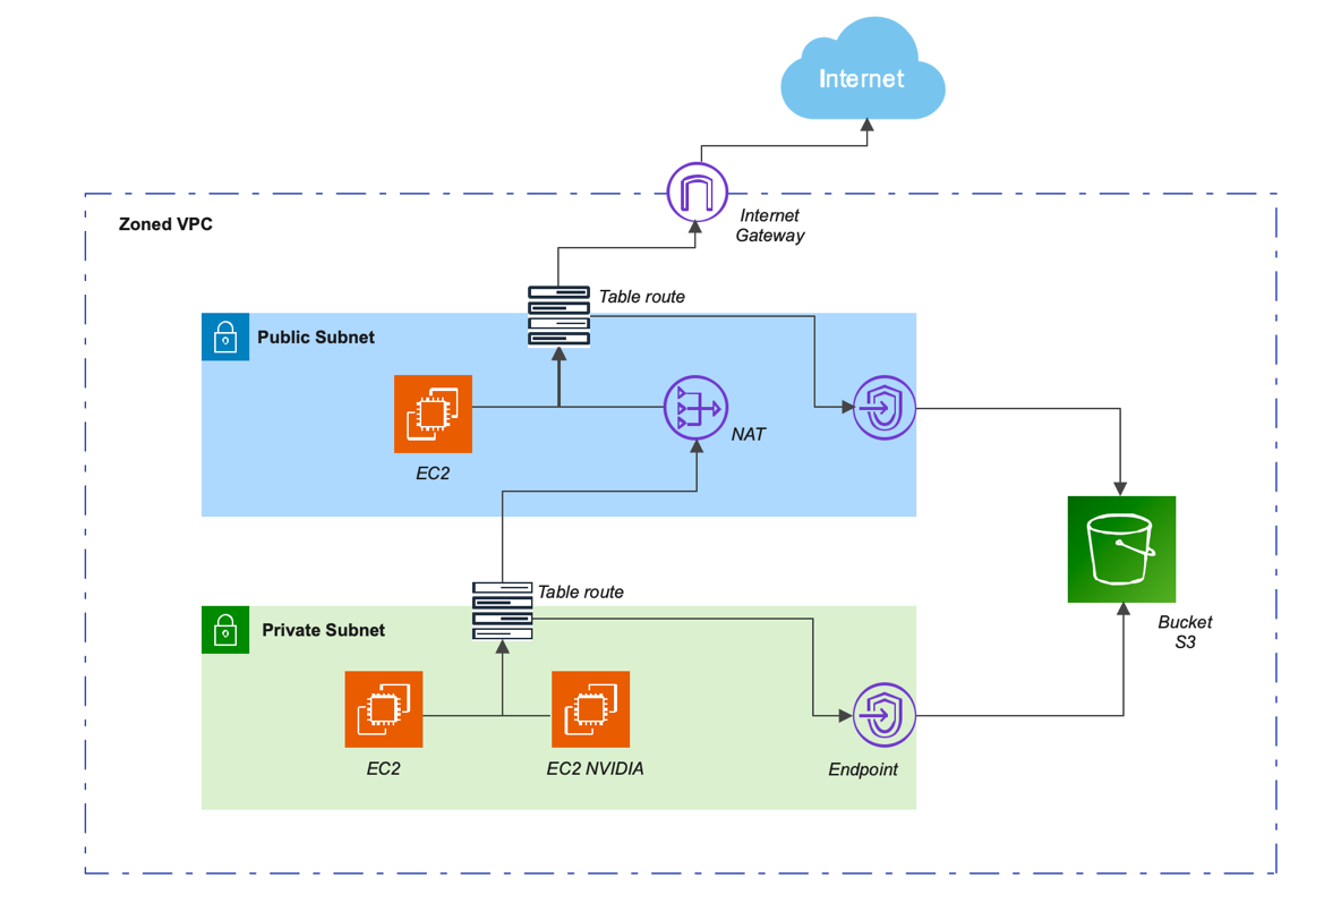 Internet
Internet
Gateway
Zoned VPC
Table route
Public Subnet
NAT
EC2
Table route
Private Subnet
Bucket
S3
EC2
EC2 NVIDIA
Endpoint